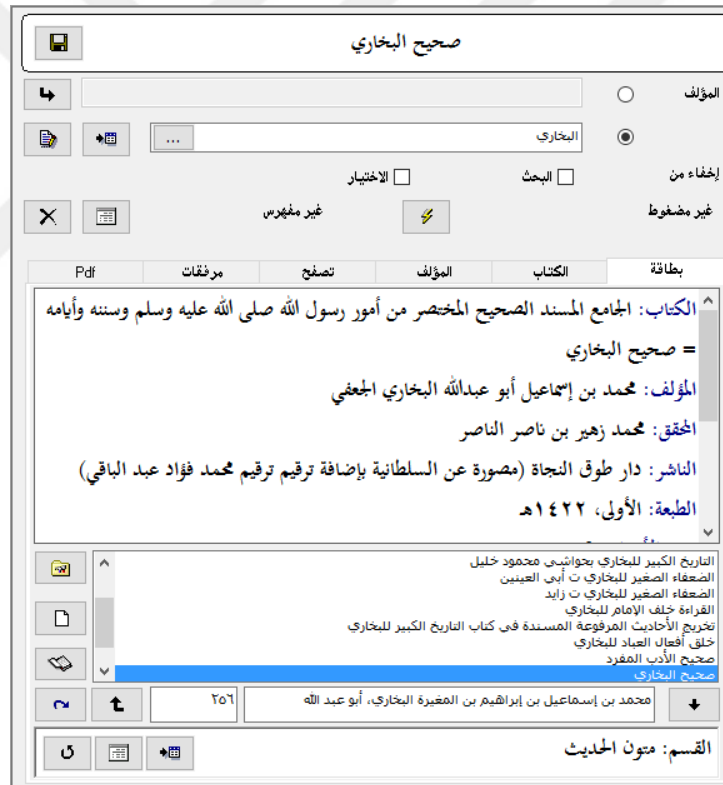 صحيح البخاري
المؤلف
البخاري
...
إخفاء من
البحث
الاختيار
غير مضغوط
غير مفهرس
بطاقة
الكتاب
المؤلف
تصفح
مرفقات
Pdf
الكتاب: الجامع المسند الصحيح المختصر من أمور رسول الله صلى الله عليه وسلم وسننه وأيامه
= صحيح البخاري
المؤلف: محمد بن إسماعيل أبو عبدالله البخاري الجعفي
المحقق: محمد زهير بن ناصر الناصر
الناشر: دار طوق النجاة (مصورة عن السلطانية بإضافة ترقيم ترقيم محمد فؤاد عبد الباقي)
الطبعة: الأولى، ١٤٢٢هـ
التاريخ الكبير للبخاري بحواشي محمود خليل
الضعفاء الصغير للبخاري ت أبي العينين
الضعفاء الصغير للبخاري ت زايد
القراءة خلف الإمام للبخاري
تخريج الأحاديث المرفوعة المسندة في كتاب التاريخ الكبير للبخاري
خلق أفعال العباد للبخاري
صحيح الأدب المفرد
صحيح البخاري
محمد بن إسماعيل بن إبراهيم بن المغيرة البخاري، أبو عبد الله
٢٥٦
القسم: متون الحديث